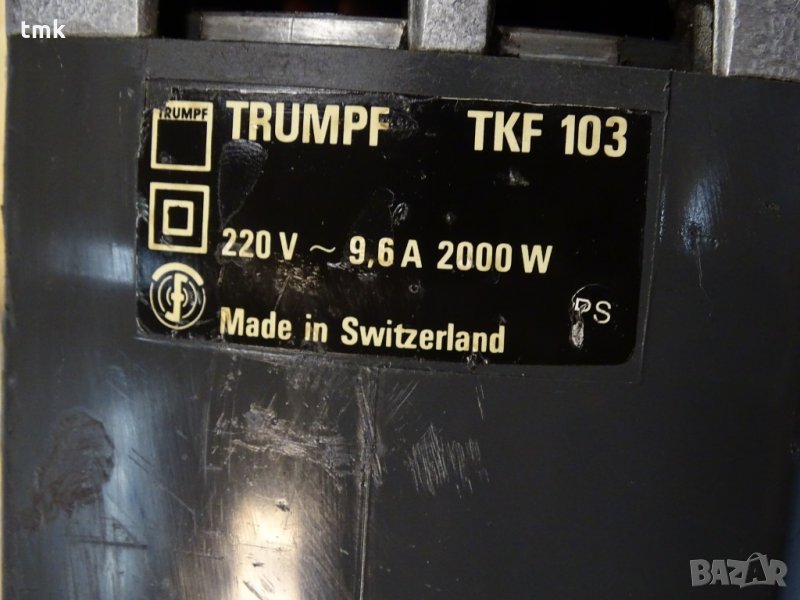 tmk
TRUMPF
TRUMPF TKF 103
220 V ~ 9,6 A 2000 W
Made in Switzerland
PS
BAZAR